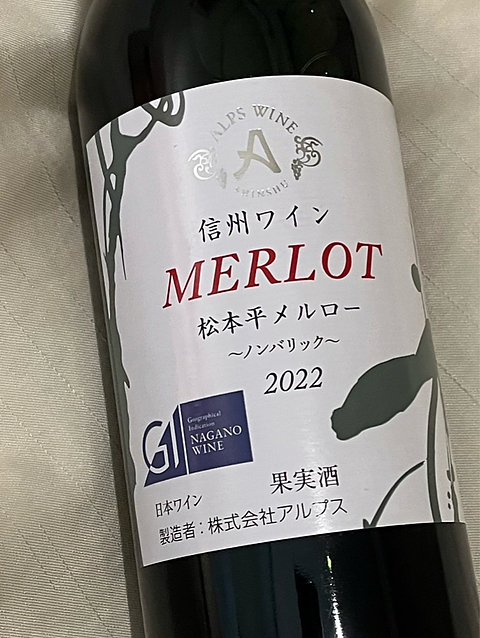 ALPS WINE
A
SHINSHU
信州ワイン
MERLOT
松本平メルロー
～ノンバリック～
2022
GI
Geographical
Indication
NAGANO
WINE
果実酒
日本ワイン
製造者：株式会社アルプス